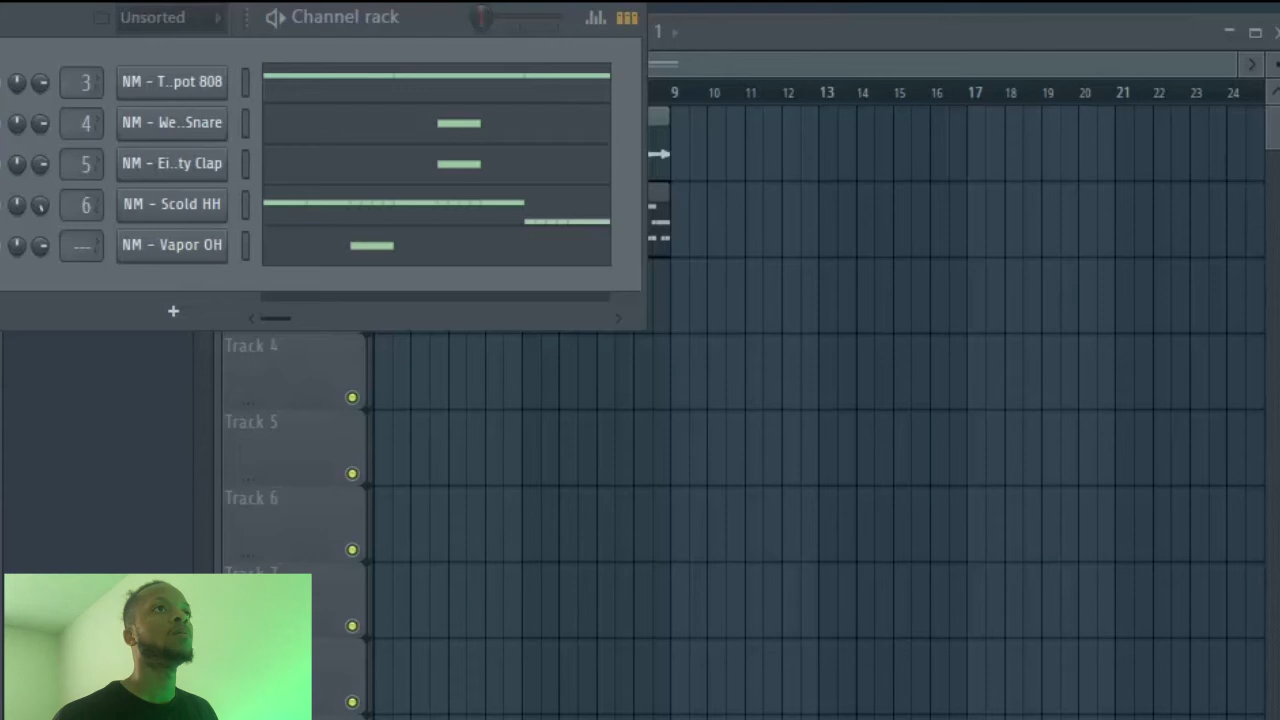 Unsorted
Channel rack
1
3 NM - T..pot 808
4 NM - We..Snare
5 NM - Ei..ty Clap
6 NM - Scold HH
--- NM - Vapor OH
+
9 10 11 12 13 14 15 16 17 18 19 20 21 22 23 24
Track 4
Track 5
Track 6